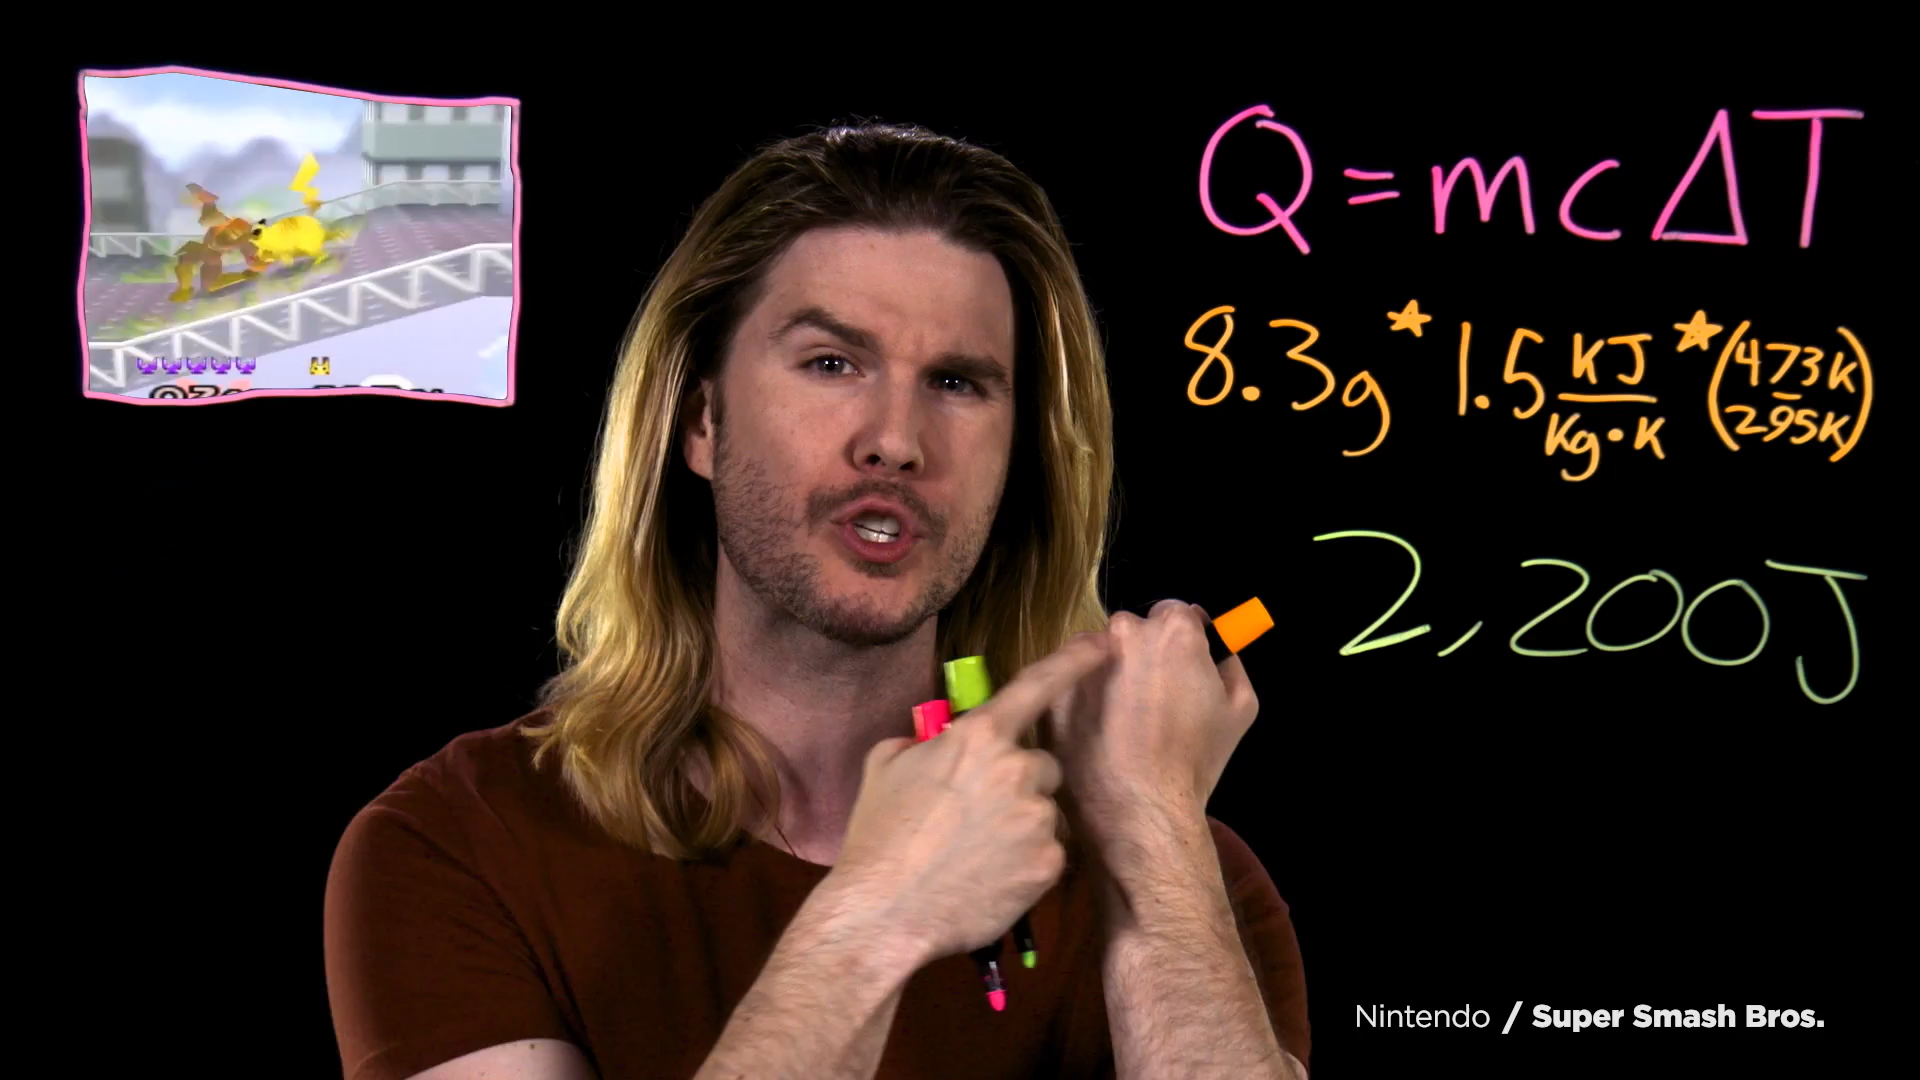 Q = mcΔT
8.3g * 1.5 KJ/Kg·K * (473K - 295K)
2,200J
Nintendo / Super Smash Bros.